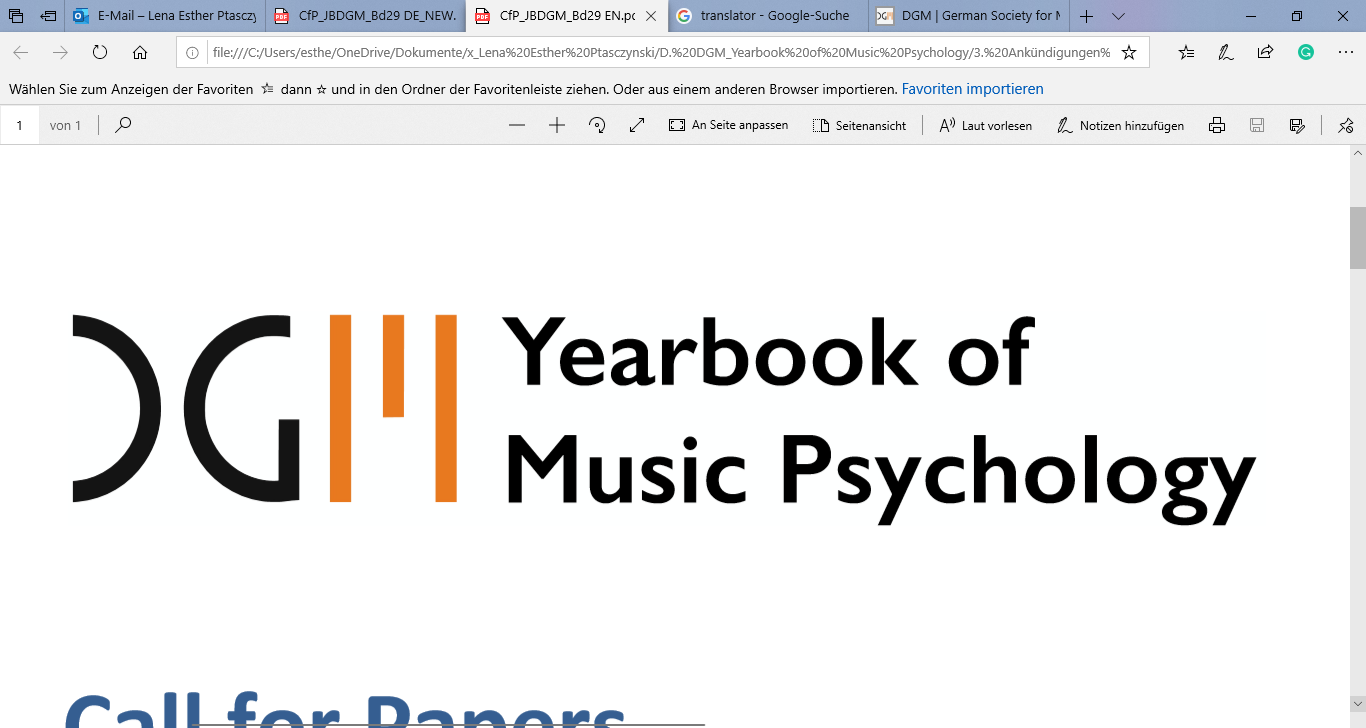 E-Mail – Lena Esther Ptasczy
CfP_JBDGM_Bd29 DE_NEW.
CfP_JBDGM_Bd29 EN.pc
translator - Google-Suche
DGM | German Society for M
file:///C:/Users/esthe/OneDrive/Dokumente/x_Lena%20Esther%20Ptasczynski/D.%20DGM_Yearbook%20of%20Music%20Psychology/3.%20Ankündigungen%
Wählen Sie zum Anzeigen der Favoriten dann ☆ und in den Ordner der Favoritenleiste ziehen. Oder aus einem anderen Browser importieren. Favoriten importieren
1 von 1 An Seite anpassen Seitenansicht Laut vorlesen Notizen hinzufügen
DGM
Yearbook of
Music Psychology
Call for Papers